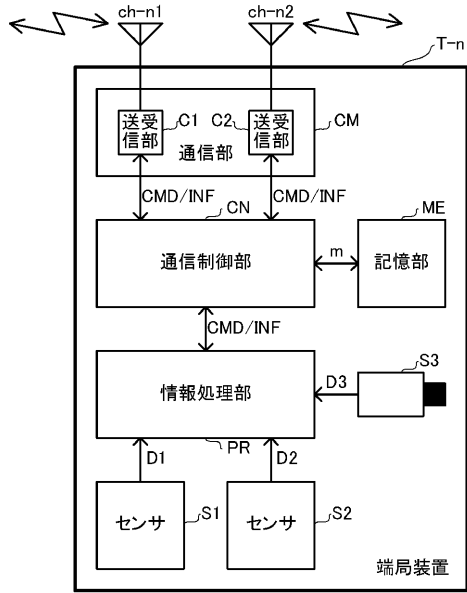 ch-n1
ch-n2
T-n
送受
信部
C1
C2
送受
信部
CM
通信部
CMD/INF
CMD/INF
CN
ME
通信制御部
m
記憶部
CMD/INF
S3
情報処理部
D3
PR
D1
D2
センサ
S1
センサ
S2
端局装置